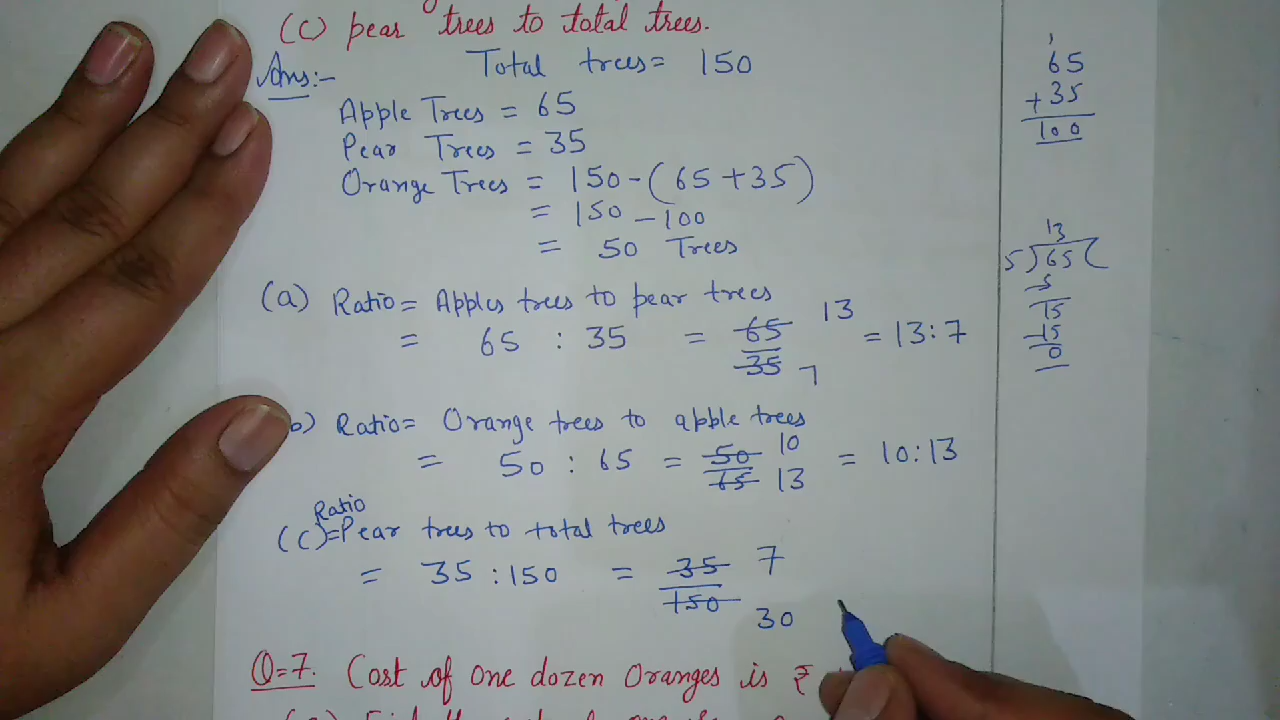 (c) pear trees to total trees.
Ans:- Total trees = 150
Apple Trees = 65
Pear Trees = 35
Orange Trees = 150-(65+35)
= 150-100
= 50 Trees
(a) Ratio = Apples trees to pear trees
= 65 : 35 = 65/35 13 7 = 13:7
b) Ratio = Orange trees to apple trees
= 50 : 65 = 50/65 10 13 = 10:13
Ratio
(c) = Pear trees to total trees
= 35 : 150 = 35/150 7 30
Q=7. Cost of one dozen Oranges is ₹
1
65
+35
100
13
5)65(
5
15
-15
0